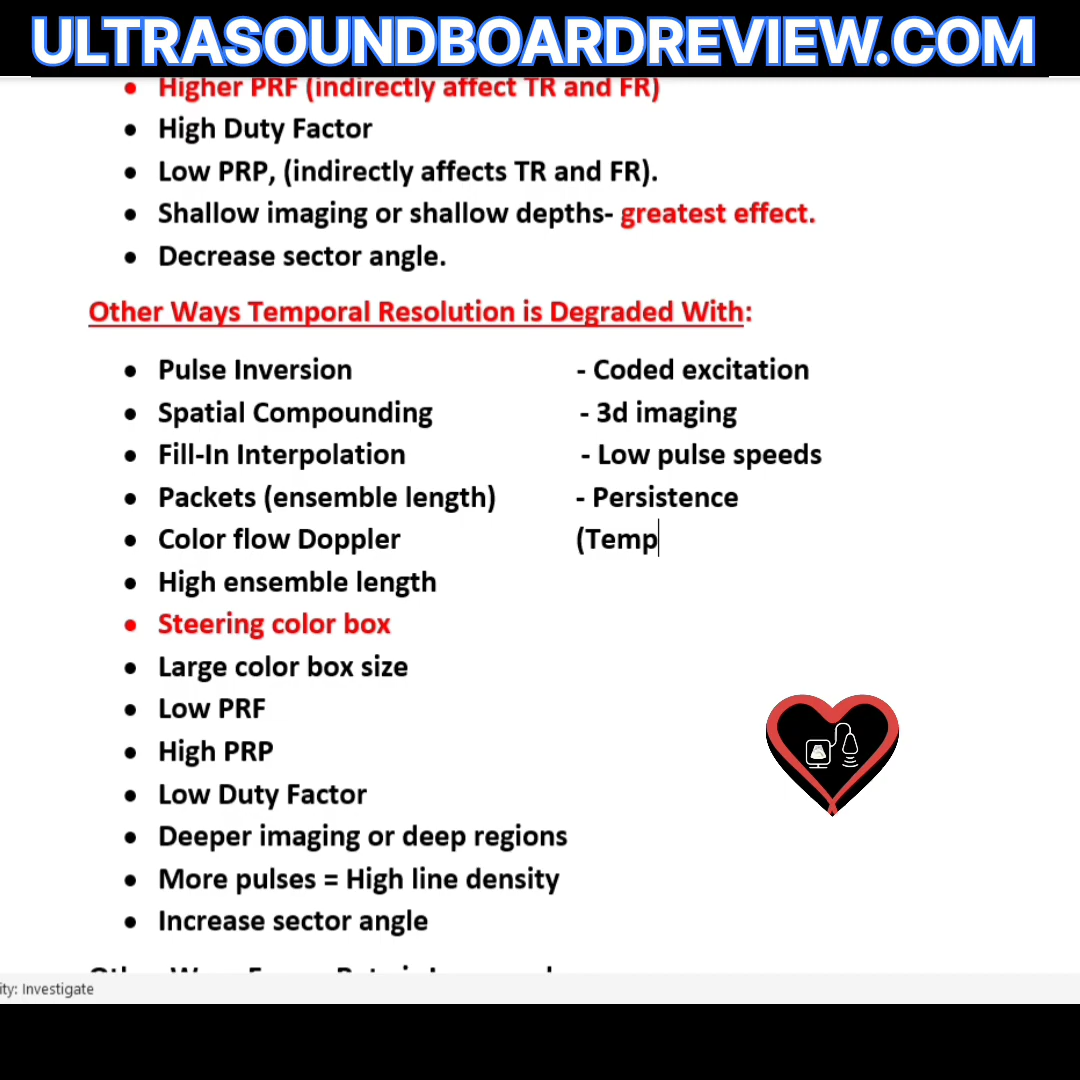 ULTRASOUNDBOARDREVIEW.COM
• Higher PRF (indirectly affect TR and FR)
• High Duty Factor
• Low PRP, (indirectly affects TR and FR).
• Shallow imaging or shallow depths- greatest effect.
• Decrease sector angle.
Other Ways Temporal Resolution is Degraded With:
• Pulse Inversion - Coded excitation
• Spatial Compounding - 3d imaging
• Fill-In Interpolation - Low pulse speeds
• Packets (ensemble length) - Persistence
• Color flow Doppler (Temp
• High ensemble length
• Steering color box
• Large color box size
• Low PRF
• High PRP
• Low Duty Factor
• Deeper imaging or deep regions
• More pulses = High line density
• Increase sector angle
ity: Investigate